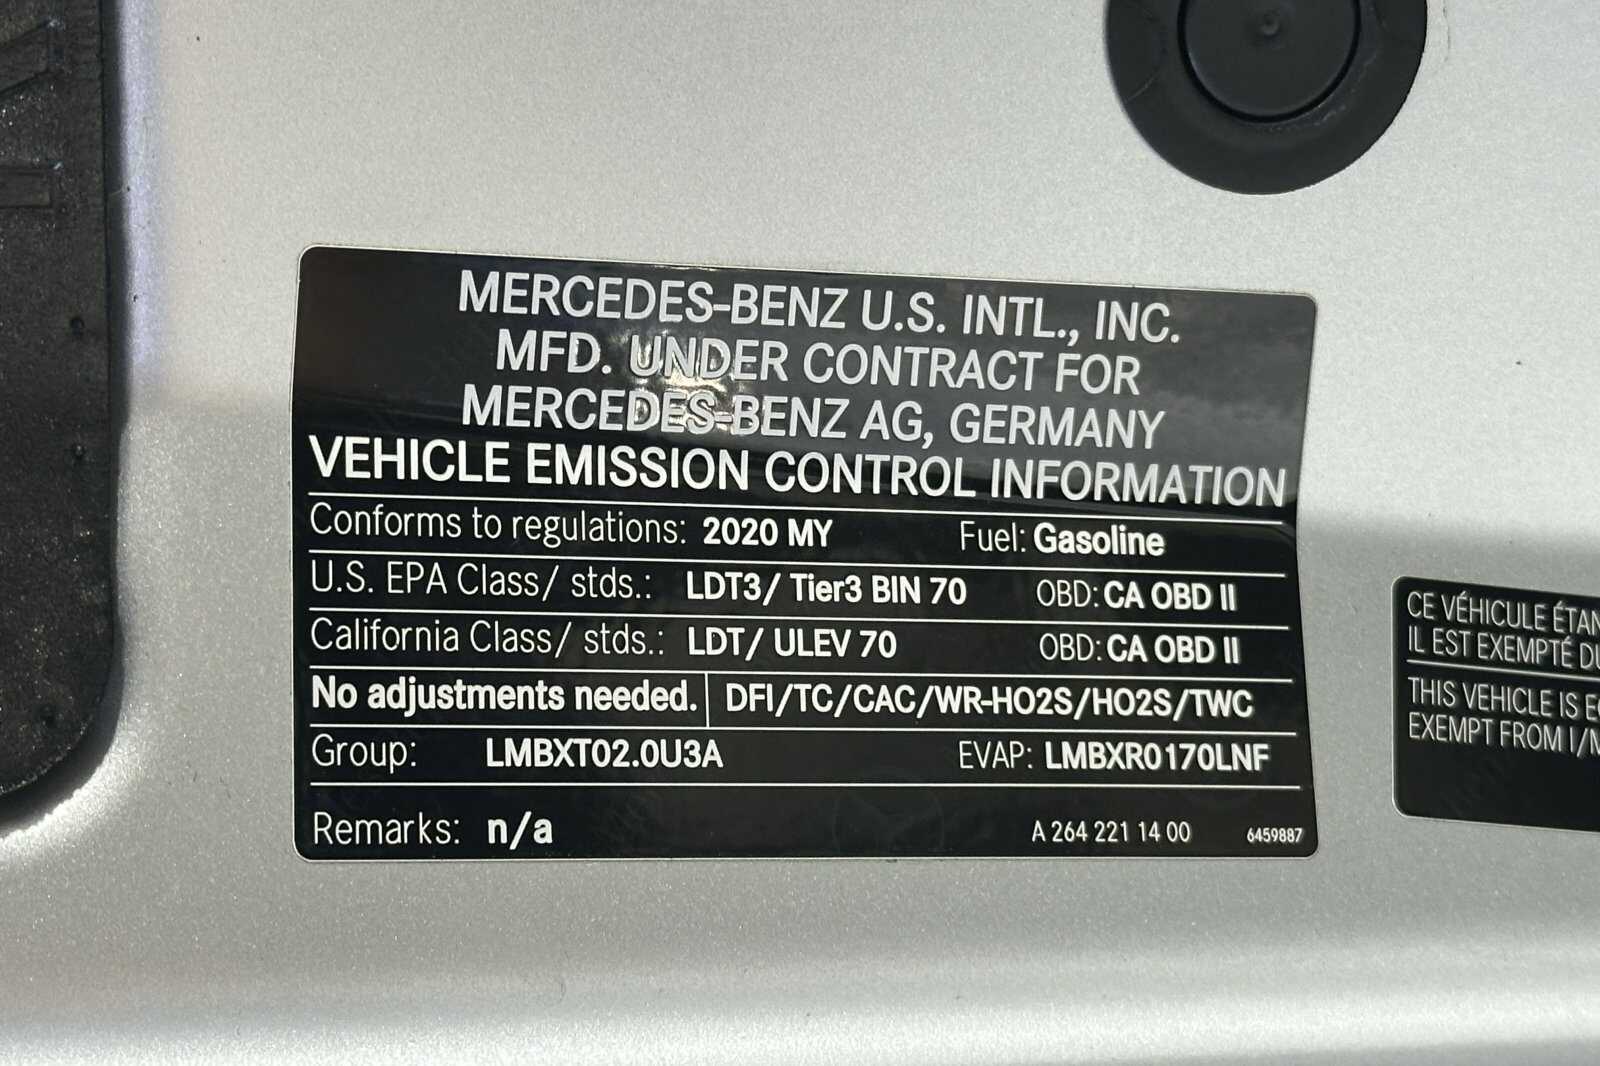 MERCEDES-BENZ U.S. INTL., INC.
MFD. UNDER CONTRACT FOR
MERCEDES-BENZ AG, GERMANY
VEHICLE EMISSION CONTROL INFORMATION
Conforms to regulations: 2020 MY Fuel: Gasoline
U.S. EPA Class/ stds.: LDT3/ Tier3 BIN 70 OBD: CA OBD II
California Class/ stds.: LDT/ ULEV 70 OBD: CA OBD II
No adjustments needed. DFI/TC/CAC/WR-HO2S/HO2S/TWC
Group: LMBXT02.0U3A EVAP: LMBXR0170LNF
Remarks: n/a A 264 221 14 00 6459887
CE VÉHICULE
IL EST EXEMPTÉ
THIS VEHICLE IS
EXEMPT FROM